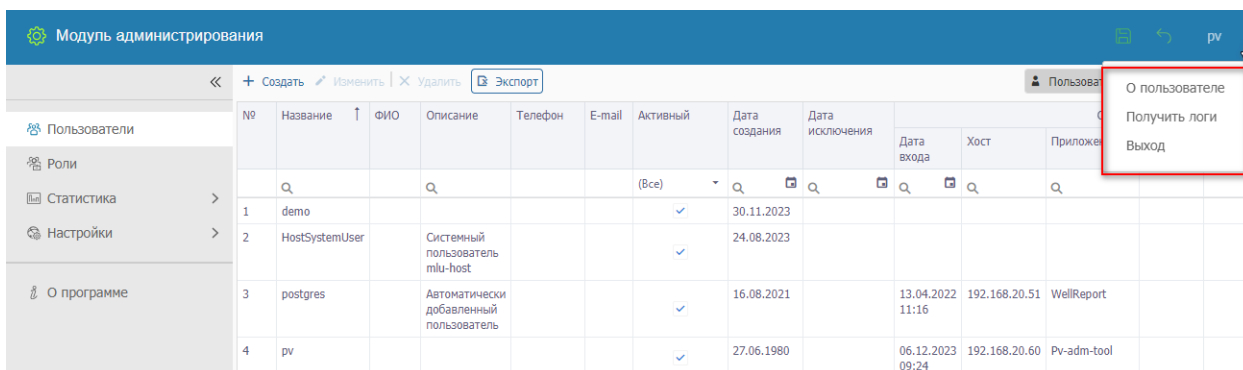 Модуль администрирования
pv
+ Создать Изменить Удалить Экспорт
О пользователе
Получить логи
Выход
Пользователи
Роли
Статистика
Настройки
О программе
№ Название ↑ ФИО Описание Телефон E-mail Активный Дата создания Дата исключения
Дата входа Хост
(Все)
1 demo 30.11.2023
2 HostSystemUser Системный пользователь mlu-host 24.08.2023
3 postgres Автоматически добавленный пользователь 16.08.2021 13.04.2022 11:16 192.168.20.51 WellReport
4 pv 27.06.1980 06.12.2023 09:24 192.168.20.60 Pv-adm-tool